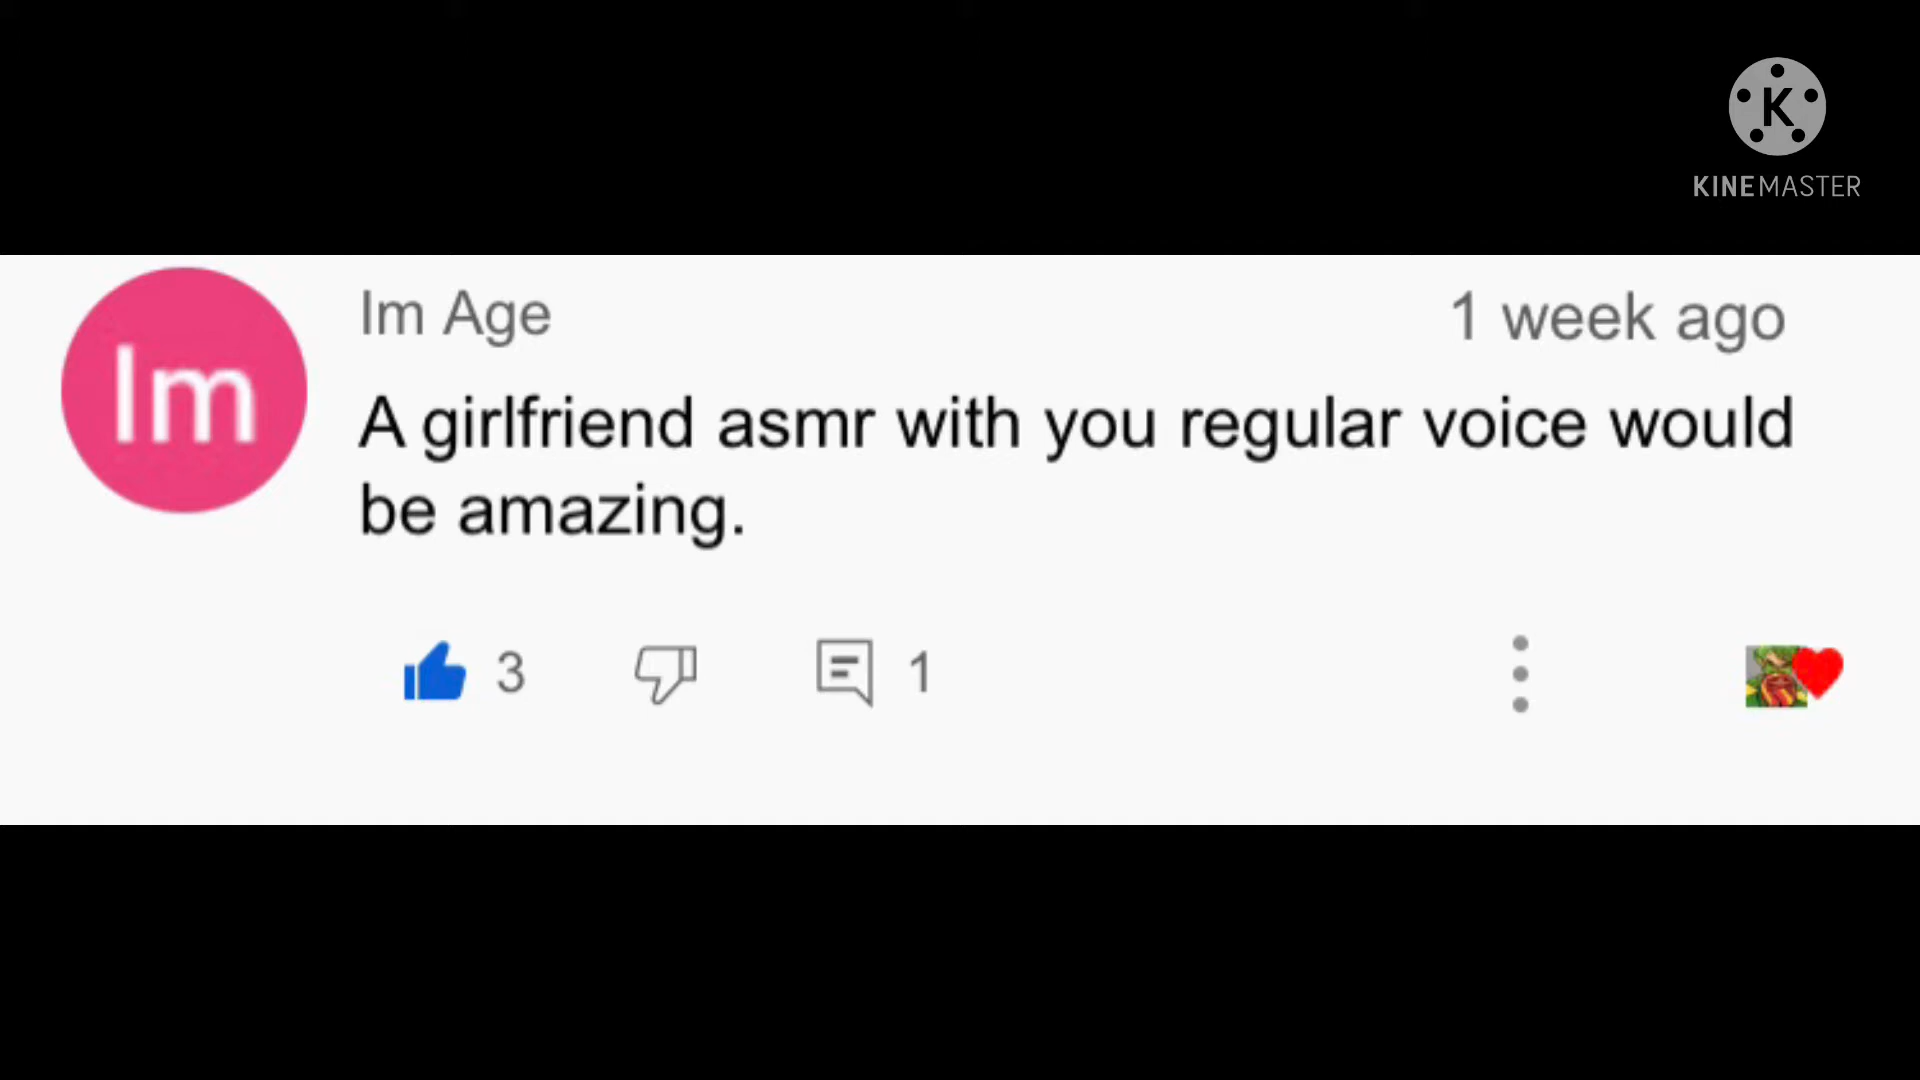 K
KINEMASTER
Im
Im Age
1 week ago
A girlfriend asmr with you regular voice would
be amazing.
3
1